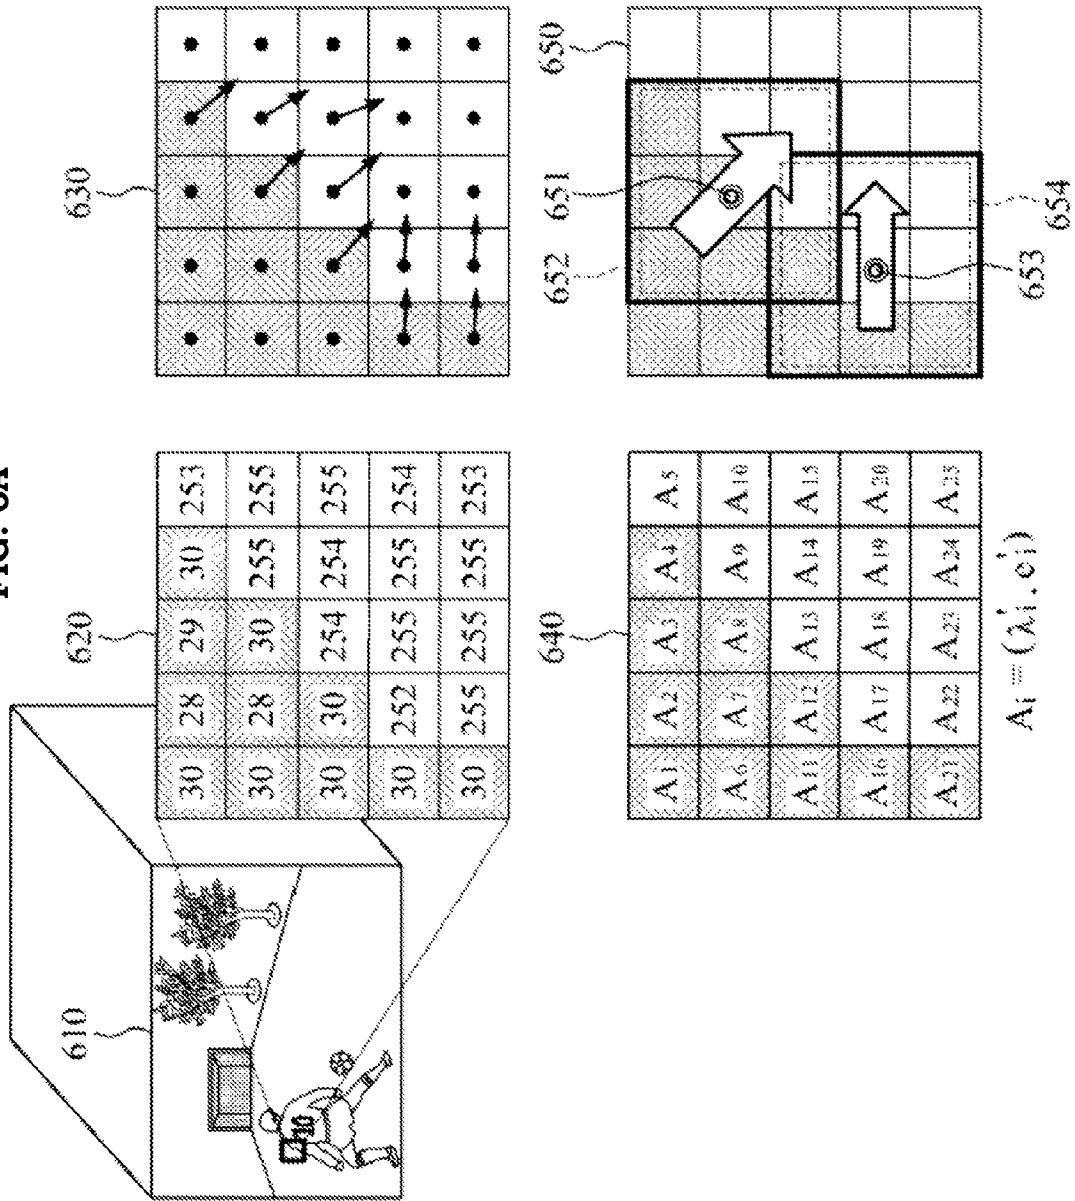 FIG. 6A
610
620
630
30 28 29 30 253
30 28 30 255 255
30 30 254 254 255
30 252 255 255 254
30 255 255 255 253
10
640
652
651
650
A1 A2 A3 A4 A5
A6 A7 A8 A9 A10
A11 A12 A13 A14 A15
A16 A17 A18 A19 A20
A21 A22 A23 A24 A25
653
654
Ai = (λ'i, e'i)